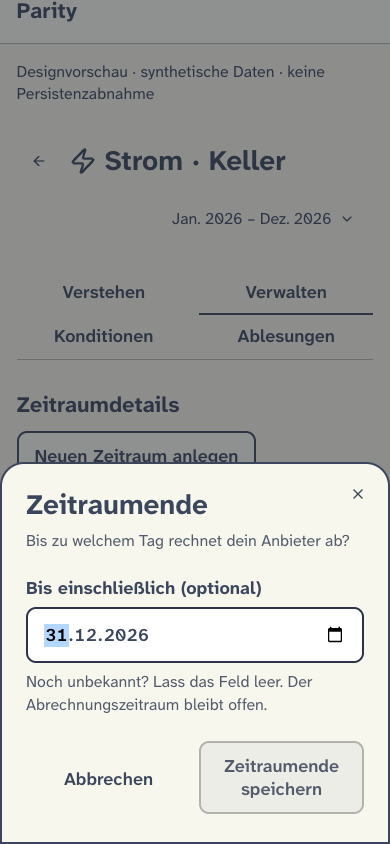 Parity
Designvorschau · synthetische Daten · keine
Persistenzabnahme
← Strom · Keller
Jan. 2026 – Dez. 2026
Verstehen
Verwalten
Konditionen
Ablesungen
Zeitraumdetails
Neuen Zeitraum anlegen
Zeitraumende
×
Bis zu welchem Tag rechnet dein Anbieter ab?
Bis einschließlich (optional)
31.12.2026
Noch unbekannt? Lass das Feld leer. Der
Abrechnungszeitraum bleibt offen.
Abbrechen
Zeitraumende
speichern